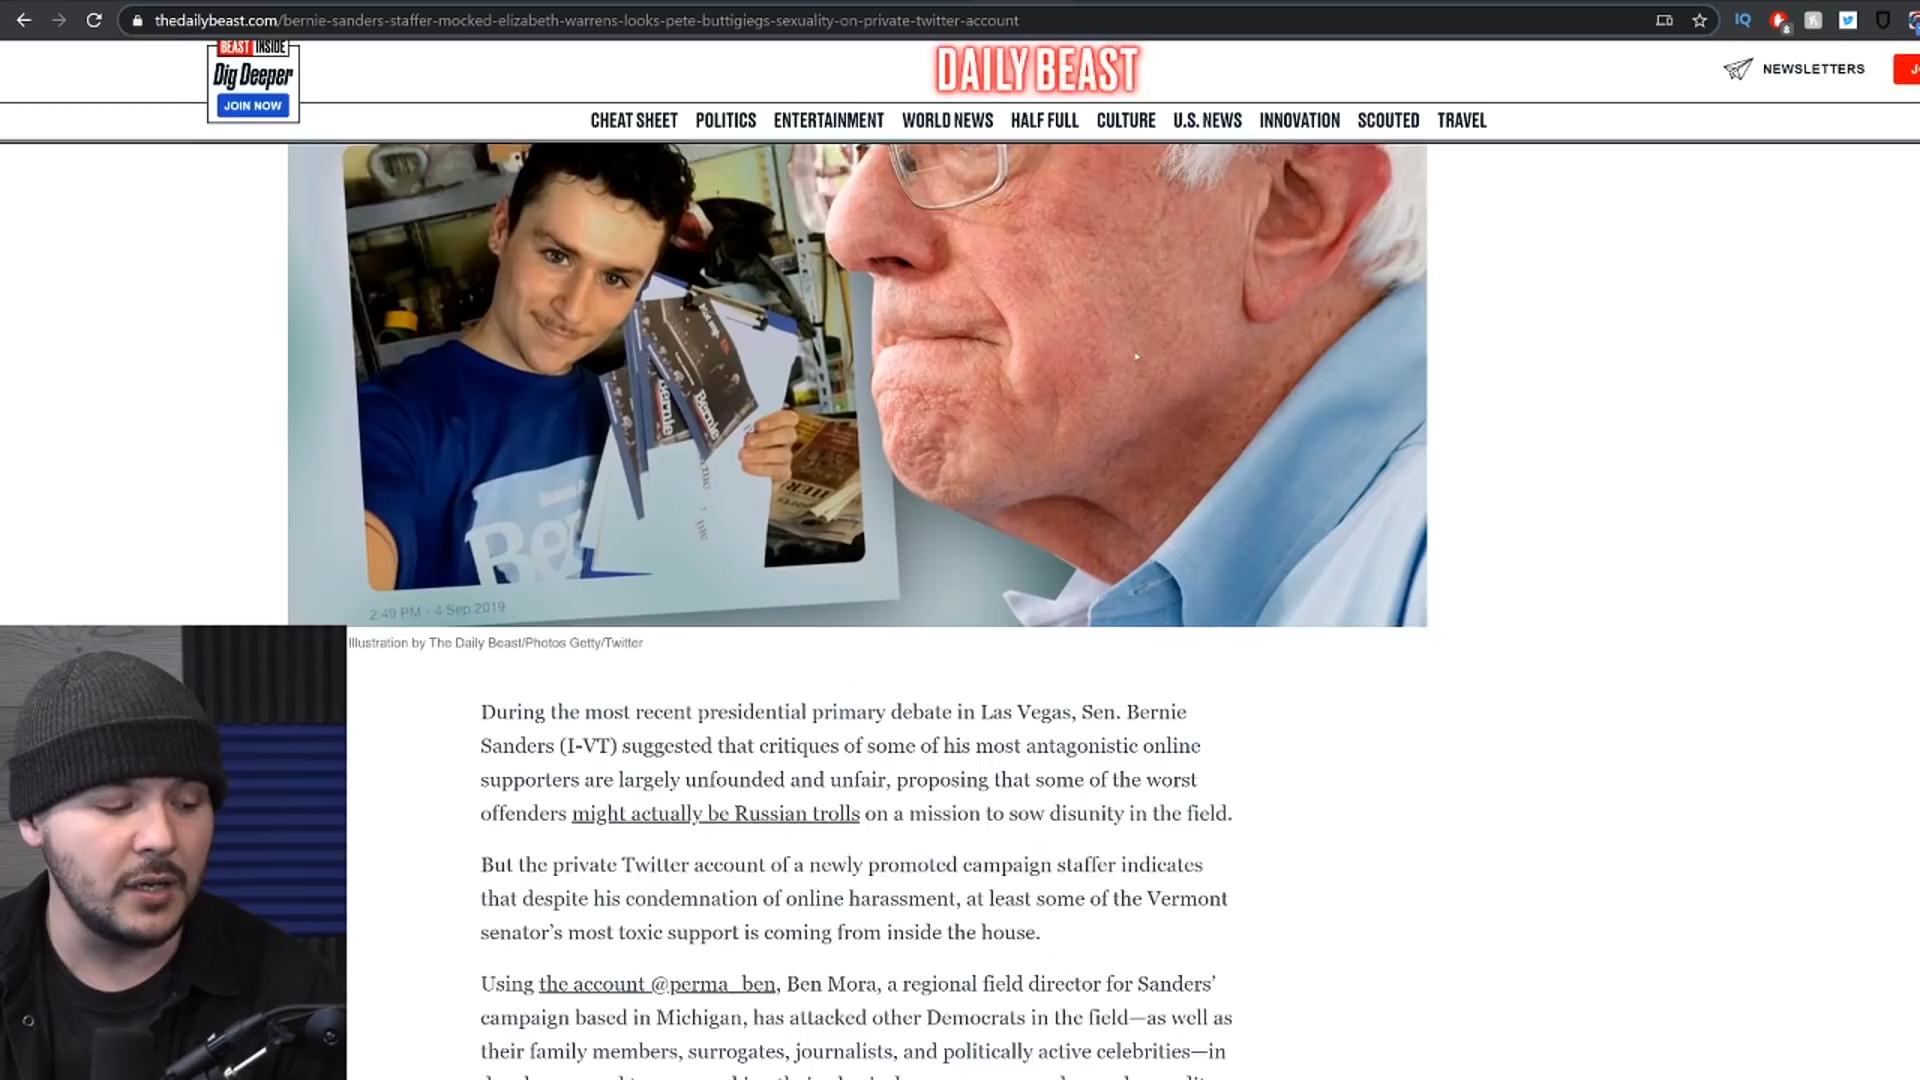 thedailybeast.com/bernie-sanders-staffer-mocked-elizabeth-warrens-looks-pete-buttigiegs-sexuality-on-private-twitter-account
BEAST INSIDE
Dig Deeper
JOIN NOW
DAILY BEAST
NEWSLETTERS
CHEAT SHEET POLITICS ENTERTAINMENT WORLD NEWS HALF FULL CULTURE U.S. NEWS INNOVATION SCOUTED TRAVEL
Bernie
Bernie
Ber
2:49 PM - 4 Sep 2019
Illustration by The Daily Beast/Photos Getty/Twitter
During the most recent presidential primary debate in Las Vegas, Sen. Bernie
Sanders (I-VT) suggested that critiques of some of his most antagonistic online
supporters are largely unfounded and unfair, proposing that some of the worst
offenders might actually be Russian trolls on a mission to sow disunity in the field.
But the private Twitter account of a newly promoted campaign staffer indicates
that despite his condemnation of online harassment, at least some of the Vermont
senator’s most toxic support is coming from inside the house.
Using the account @perma_ben, Ben Mora, a regional field director for Sanders’
campaign based in Michigan, has attacked other Democrats in the field—as well as
their family members, surrogates, journalists, and politically active celebrities—in